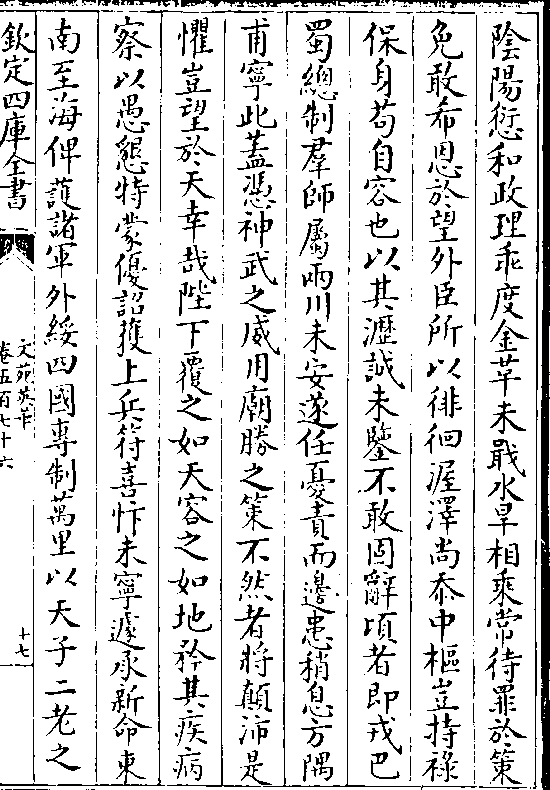 陰陽愆和政理乖度金革未戢水旱相乘常待罪於策
免敢希恩於望外臣所以徘徊渥澤尚忝中樞豈持祿
保身苟自容也以其瀝誠未鑒不敢固辭頃者即戎巴
蜀總制羣師屬兩川未安遂任憂責而邊患稍息方隅
甫寧此蓋憑神武之威用廟勝之策不然者將顛沛是
懼豈望於天幸哉陛下覆之如天容之如地矜其疾病
察以愚懇特蒙優詔獲上兵符喜忭未寧遽承新命東
南至海俾護諸軍外綏四國專制萬里以天子二老之
欽定四庫全書
文苑英華
卷五百七十六
十七